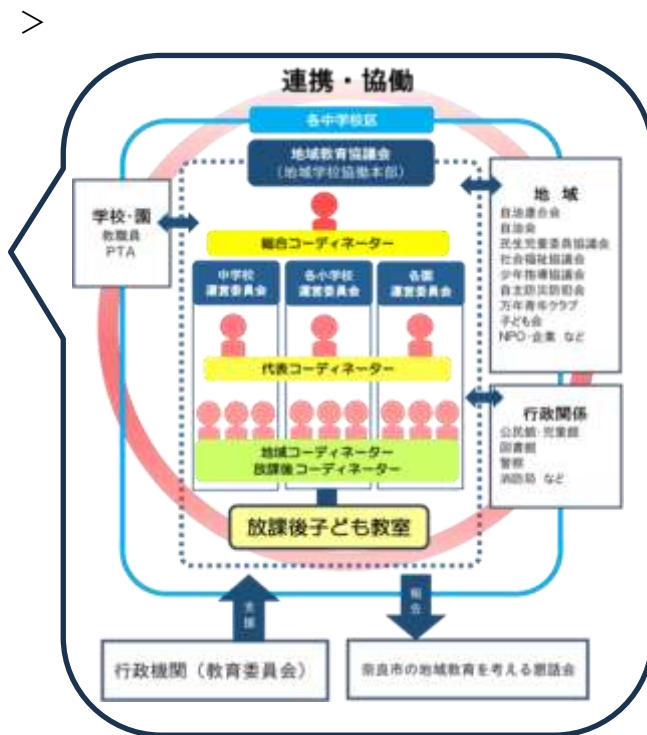 ＞
連携・協働
各中学校区
地域教育協議会
（地域学校協働本部）
学校・園
教職員
PTA
総合コーディネーター
中学校
運営委員会
各小学校
運営委員会
各園
運営委員会
代表コーディネーター
地域コーディネーター
放課後コーディネーター
放課後子ども教室
地域
自治連合会
自治会
民生児童委員協議会
社会福祉協議会
少年指導協議会
自主防災防犯会
万年青年クラブ
子ども会
NPO・企業 など
行政関係
公民館・児童館
図書館
警察
消防局 など
支援
報告
行政機関（教育委員会）
奈良市の地域教育を考える懇話会